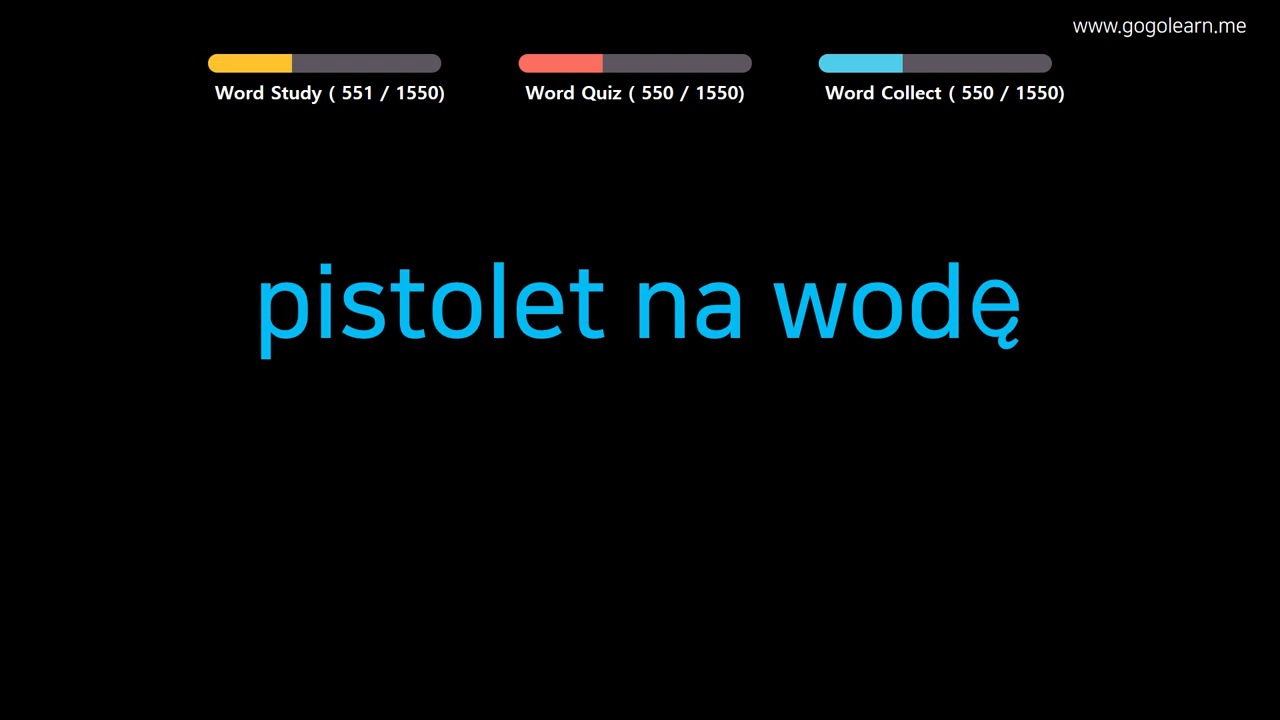 www.gogolearn.me
Word Study ( 551 / 1550)
Word Quiz ( 550 / 1550)
Word Collect ( 550 / 1550)
pistolet na wodę